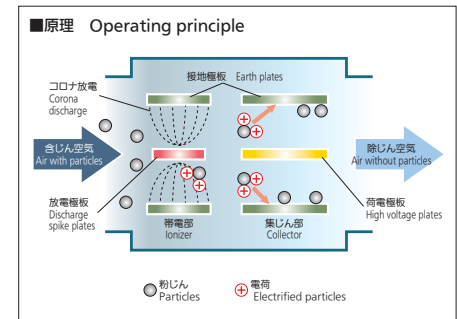 ■原理 Operating principle
接地極板 Earth plates
コロナ放電
Corona
discharge
含じん空気
Air with particles
除じん空気
Air without particles
放電極板
Discharge
spike plates
荷電極板
High voltage plates
帯電部
Ionizer
集じん部
Collector
粉じん
Particles
電荷
Electrified particles